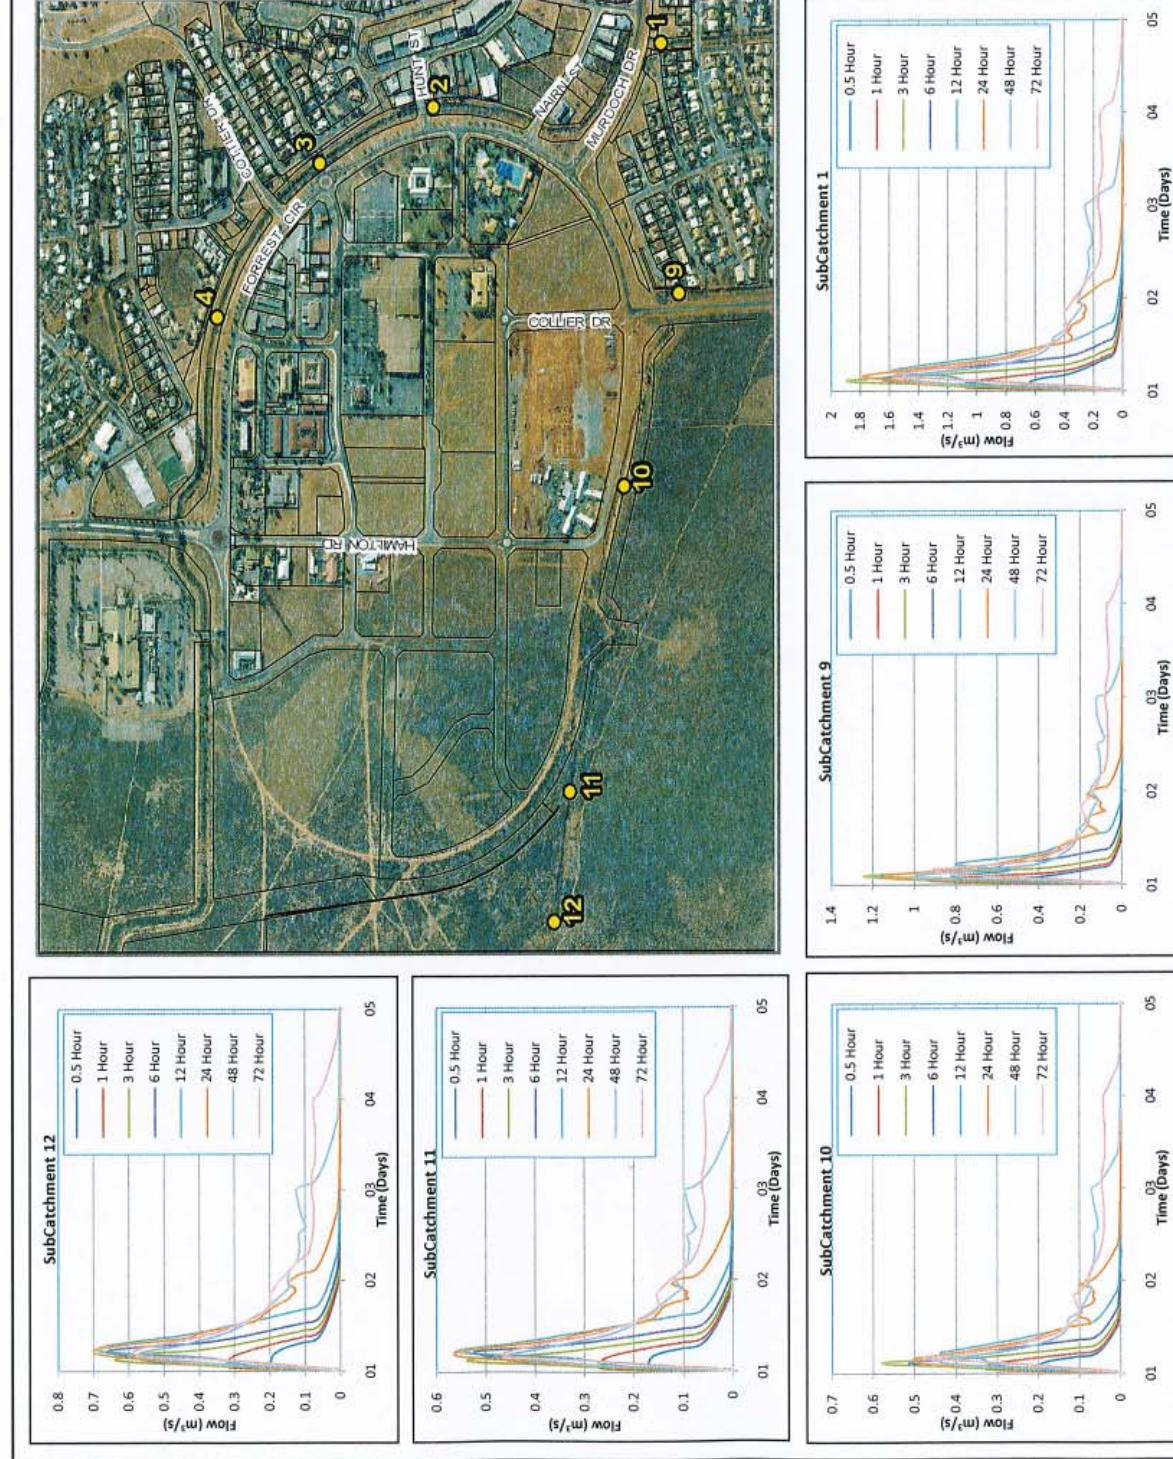 COTTIER DR
HUNT ST
NAIRN ST
MURDOCH DR
FORREST CIR
COLLIER DR
HAMILTON RD
1
2
3
4
9
10
11
12
SubCatchment 12
Flow (m³/s)
0.8
0.7
0.6
0.5
0.4
0.3
0.2
0.1
0
01
02
03
04
05
Time (Days)
0.5 Hour
1 Hour
3 Hour
6 Hour
12 Hour
24 Hour
48 Hour
72 Hour
SubCatchment 11
Flow (m³/s)
0.6
0.5
0.4
0.3
0.2
0.1
0
01
02
03
04
05
Time (Days)
0.5 Hour
1 Hour
3 Hour
6 Hour
12 Hour
24 Hour
48 Hour
72 Hour
SubCatchment 10
Flow (m³/s)
0.7
0.6
0.5
0.4
0.3
0.2
0.1
0
01
02
03
04
05
Time (Days)
0.5 Hour
1 Hour
3 Hour
6 Hour
12 Hour
24 Hour
48 Hour
72 Hour
SubCatchment 9
Flow (m³/s)
1.4
1.2
1
0.8
0.6
0.4
0.2
0
01
02
03
04
05
Time (Days)
0.5 Hour
1 Hour
3 Hour
6 Hour
12 Hour
24 Hour
48 Hour
72 Hour
SubCatchment 1
Flow (m³/s)
2
1.8
1.6
1.4
1.2
1
0.8
0.6
0.4
0.2
0
01
02
03
04
05
Time (Days)
0.5 Hour
1 Hour
3 Hour
6 Hour
12 Hour
24 Hour
48 Hour
72 Hour